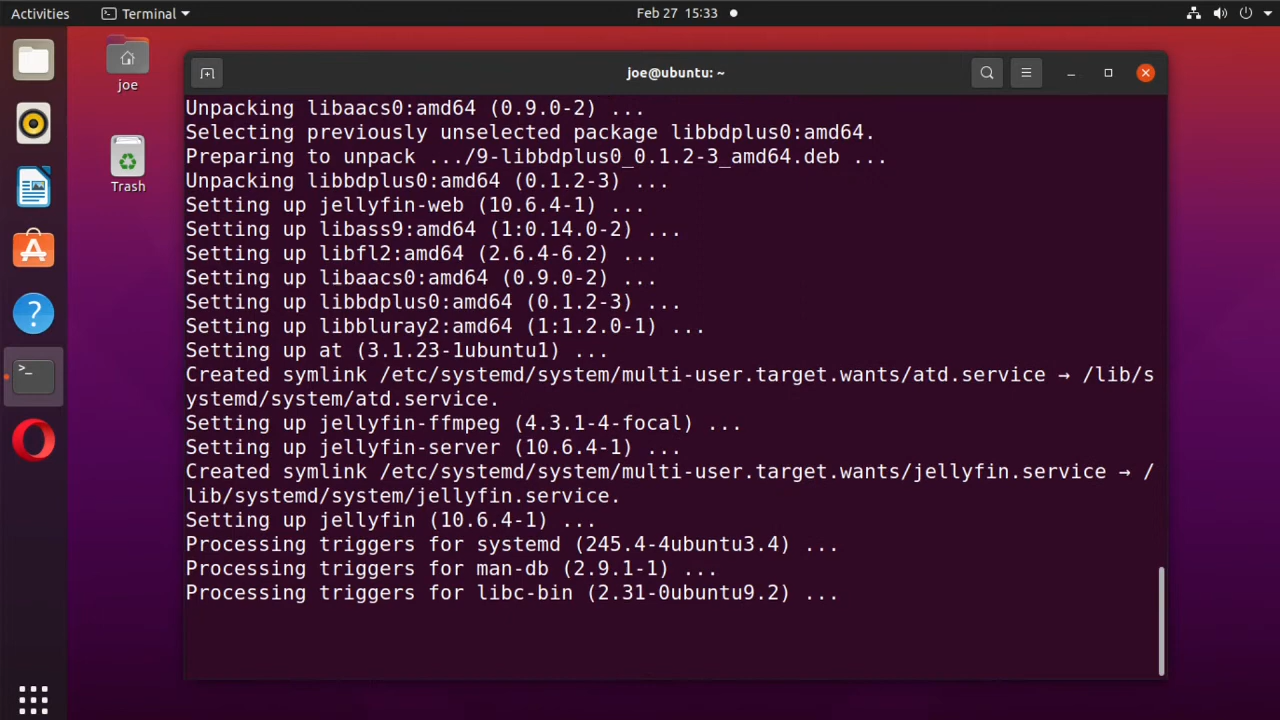 Activities Terminal Feb 27 15:33
joe
Trash
joe@ubuntu: ~
Unpacking libaacs0:amd64 (0.9.0-2) ...
Selecting previously unselected package libbdplus0:amd64.
Preparing to unpack .../9-libbdplus0_0.1.2-3_amd64.deb ...
Unpacking libbdplus0:amd64 (0.1.2-3) ...
Setting up jellyfin-web (10.6.4-1) ...
Setting up libass9:amd64 (1:0.14.0-2) ...
Setting up libfl2:amd64 (2.6.4-6.2) ...
Setting up libaacs0:amd64 (0.9.0-2) ...
Setting up libbdplus0:amd64 (0.1.2-3) ...
Setting up libbluray2:amd64 (1:1.2.0-1) ...
Setting up at (3.1.23-1ubuntu1) ...
Created symlink /etc/systemd/system/multi-user.target.wants/atd.service → /lib/s
ystemd/system/atd.service.
Setting up jellyfin-ffmpeg (4.3.1-4-focal) ...
Setting up jellyfin-server (10.6.4-1) ...
Created symlink /etc/systemd/system/multi-user.target.wants/jellyfin.service → /
lib/systemd/system/jellyfin.service.
Setting up jellyfin (10.6.4-1) ...
Processing triggers for systemd (245.4-4ubuntu3.4) ...
Processing triggers for man-db (2.9.1-1) ...
Processing triggers for libc-bin (2.31-0ubuntu9.2) ...